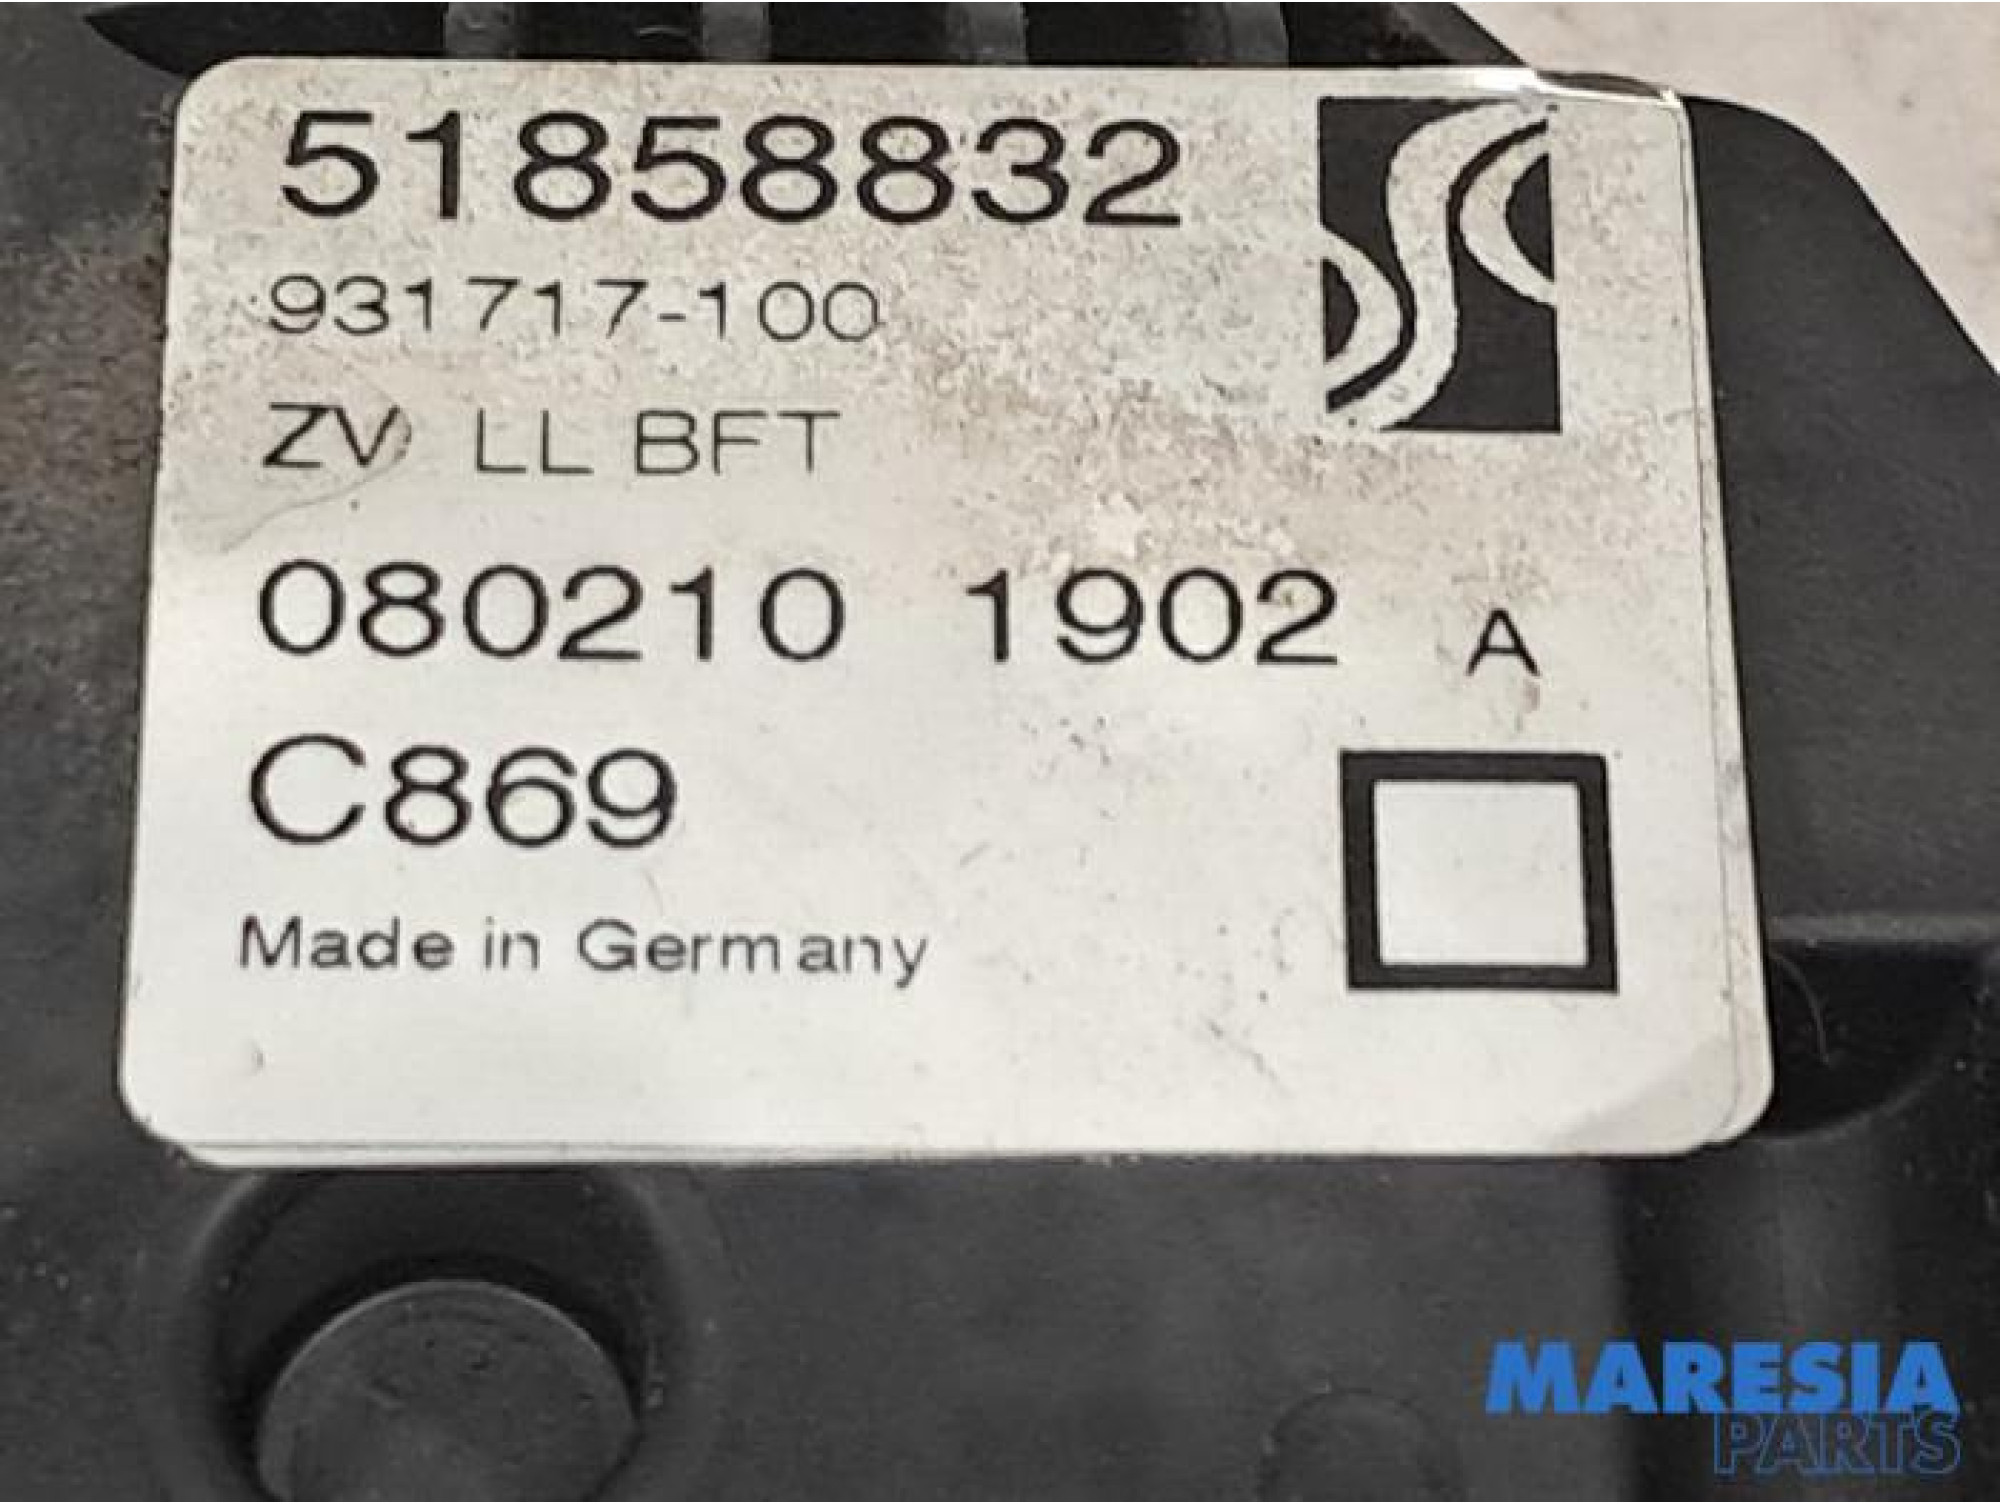 51858832
931717-100
ZV LL BFT
080210 1902 A
C869
Made in Germany
MARESIA
PARTS